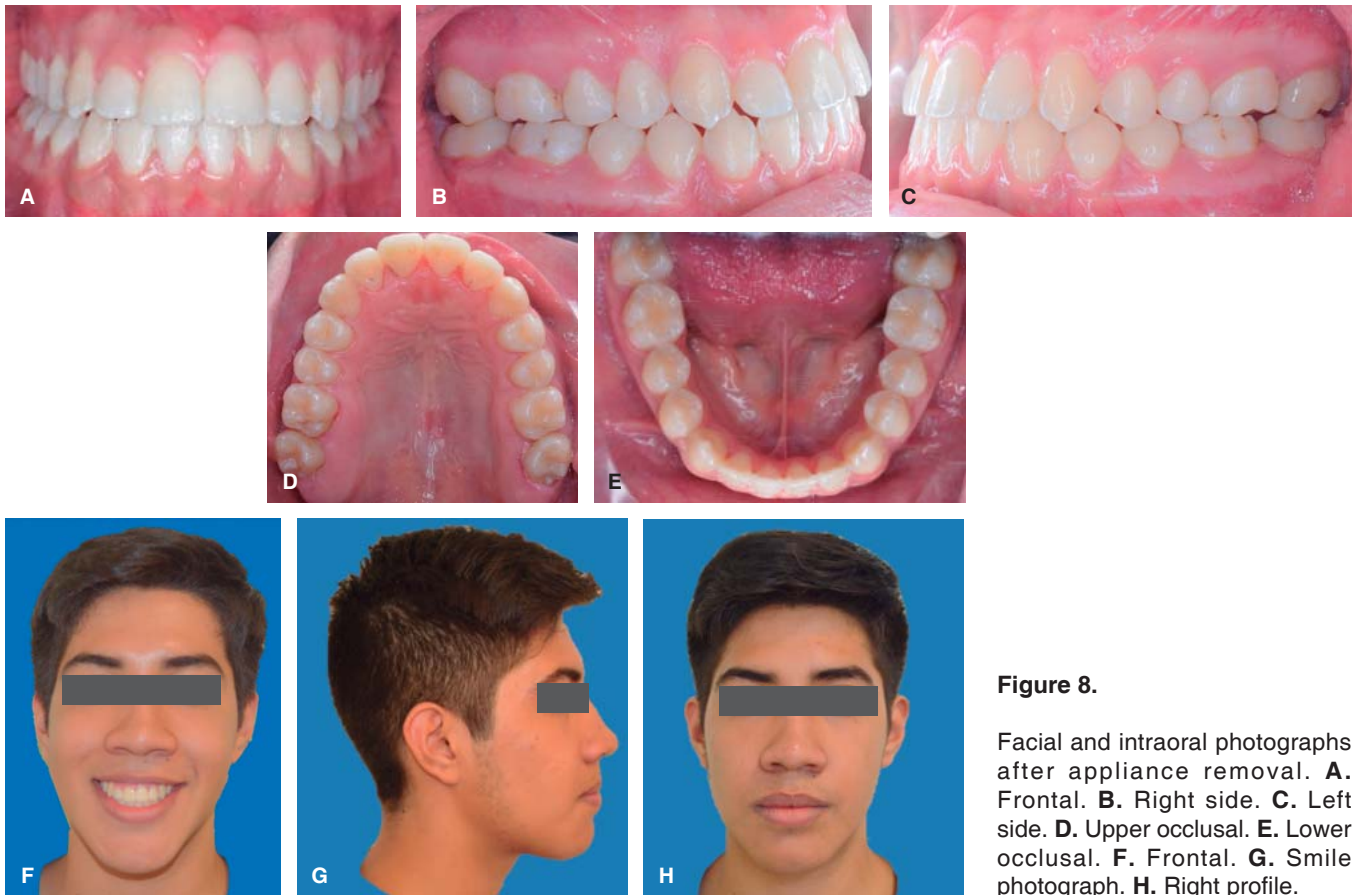 A
B
C
D
E
F
G
H
Figure 8.
Facial and intraoral photographs
after appliance removal. A.
Frontal. B. Right side. C. Left
side. D. Upper occlusal. E. Lower
occlusal. F. Frontal. G. Smile
photograph. H. Right profile.